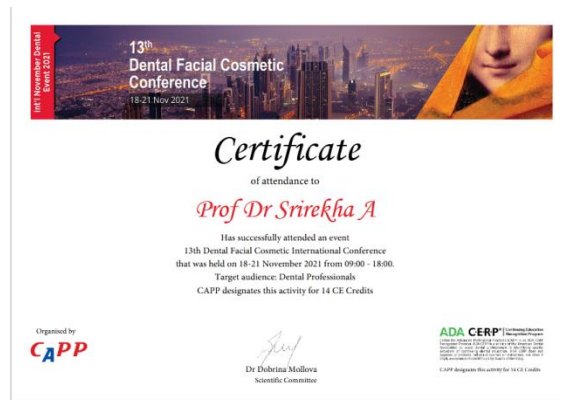 Int'l November Dental
Event 2021
13th
Dental Facial Cosmetic
Conference
18-21 Nov 2021
Certificate
of attendance to
Prof Dr Srirekha A
Has successfully attended an event
13th Dental Facial Cosmetic International Conference
that was held on 18-21 November 2021 from 09:00 - 18:00.
Target audience: Dental Professionals
CAPP designates this activity for 14 CE Credits
Organised by
CAPP
Dr Dobrina Mollova
Scientific Committee
ADA CERP® Continuing Education
Recognition Program
CAPP designates this activity for 14 CE Credits